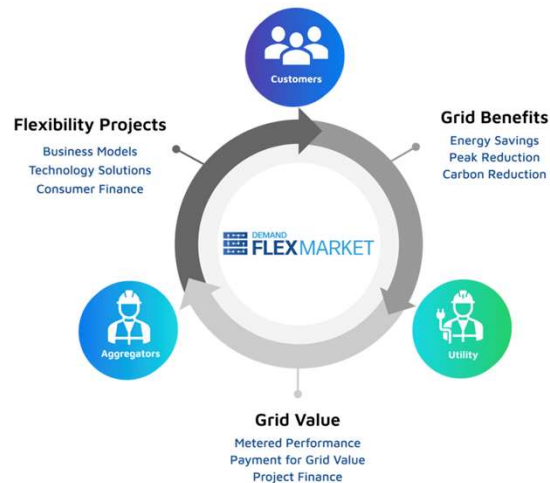 Customers
Flexibility Projects
Business Models
Technology Solutions
Consumer Finance
Grid Benefits
Energy Savings
Peak Reduction
Carbon Reduction
DEMAND
FLEXMARKET
Aggregators
Utility
Grid Value
Metered Performance
Payment for Grid Value
Project Finance